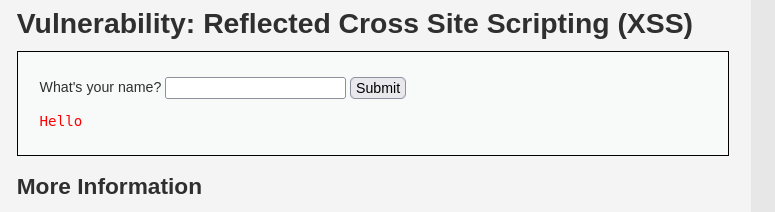 Vulnerability: Reflected Cross Site Scripting (XSS)
What's your name? Submit
Hello
More Information